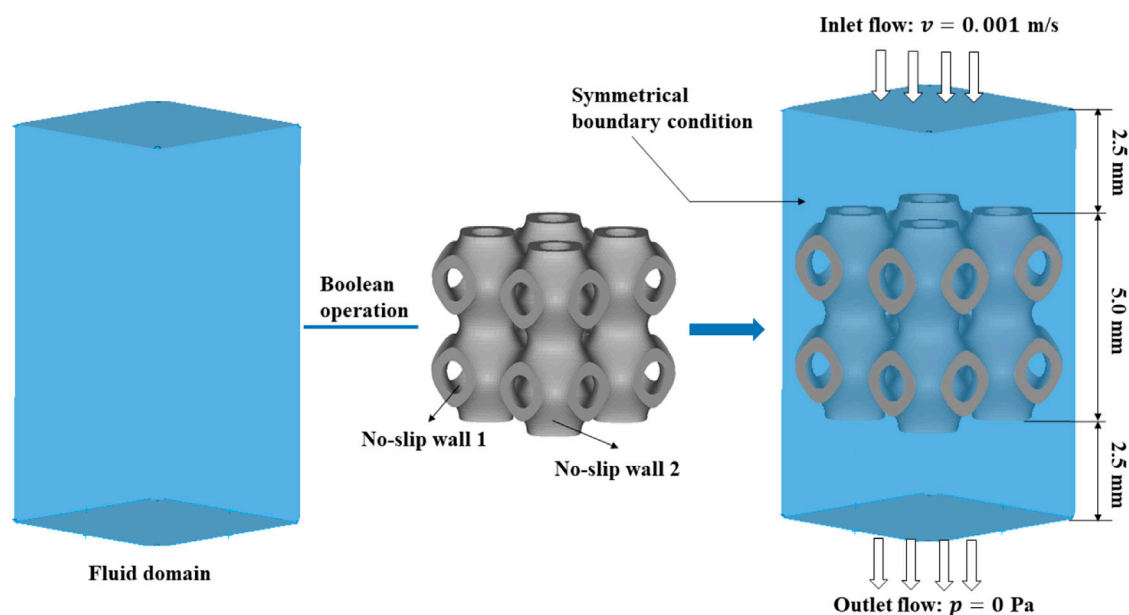 Inlet flow: v = 0.001 m/s
Symmetrical
boundary condition
2.5 mm
Boolean
operation
5.0 mm
No-slip wall 1
No-slip wall 2
2.5 mm
Fluid domain
Outlet flow: p = 0 Pa